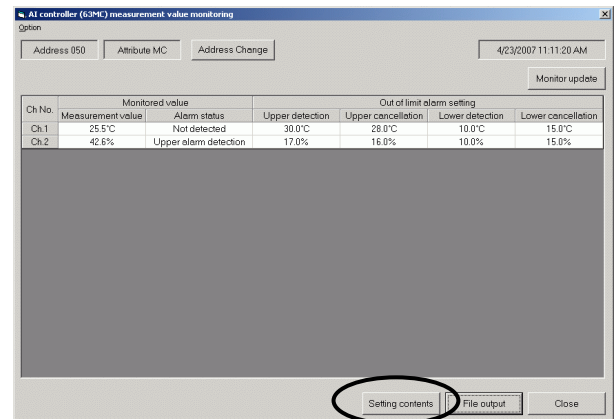 AI controller (63MC) measurement value monitoring
Option
Address 050 Attribute MC Address Change 4/23/2007 11:11:20 AM
Monitor update
Ch No. Monitored value Out of limit alarm setting
Measurement value Alarm status Upper detection Upper cancellation Lower detection Lower cancellation
Ch.1 25.5°C Not detected 30.0°C 28.0°C 10.0°C 15.0°C
Ch.2 42.6% Upper alarm detection 17.0% 16.0% 10.0% 15.0%
Setting contents File output Close